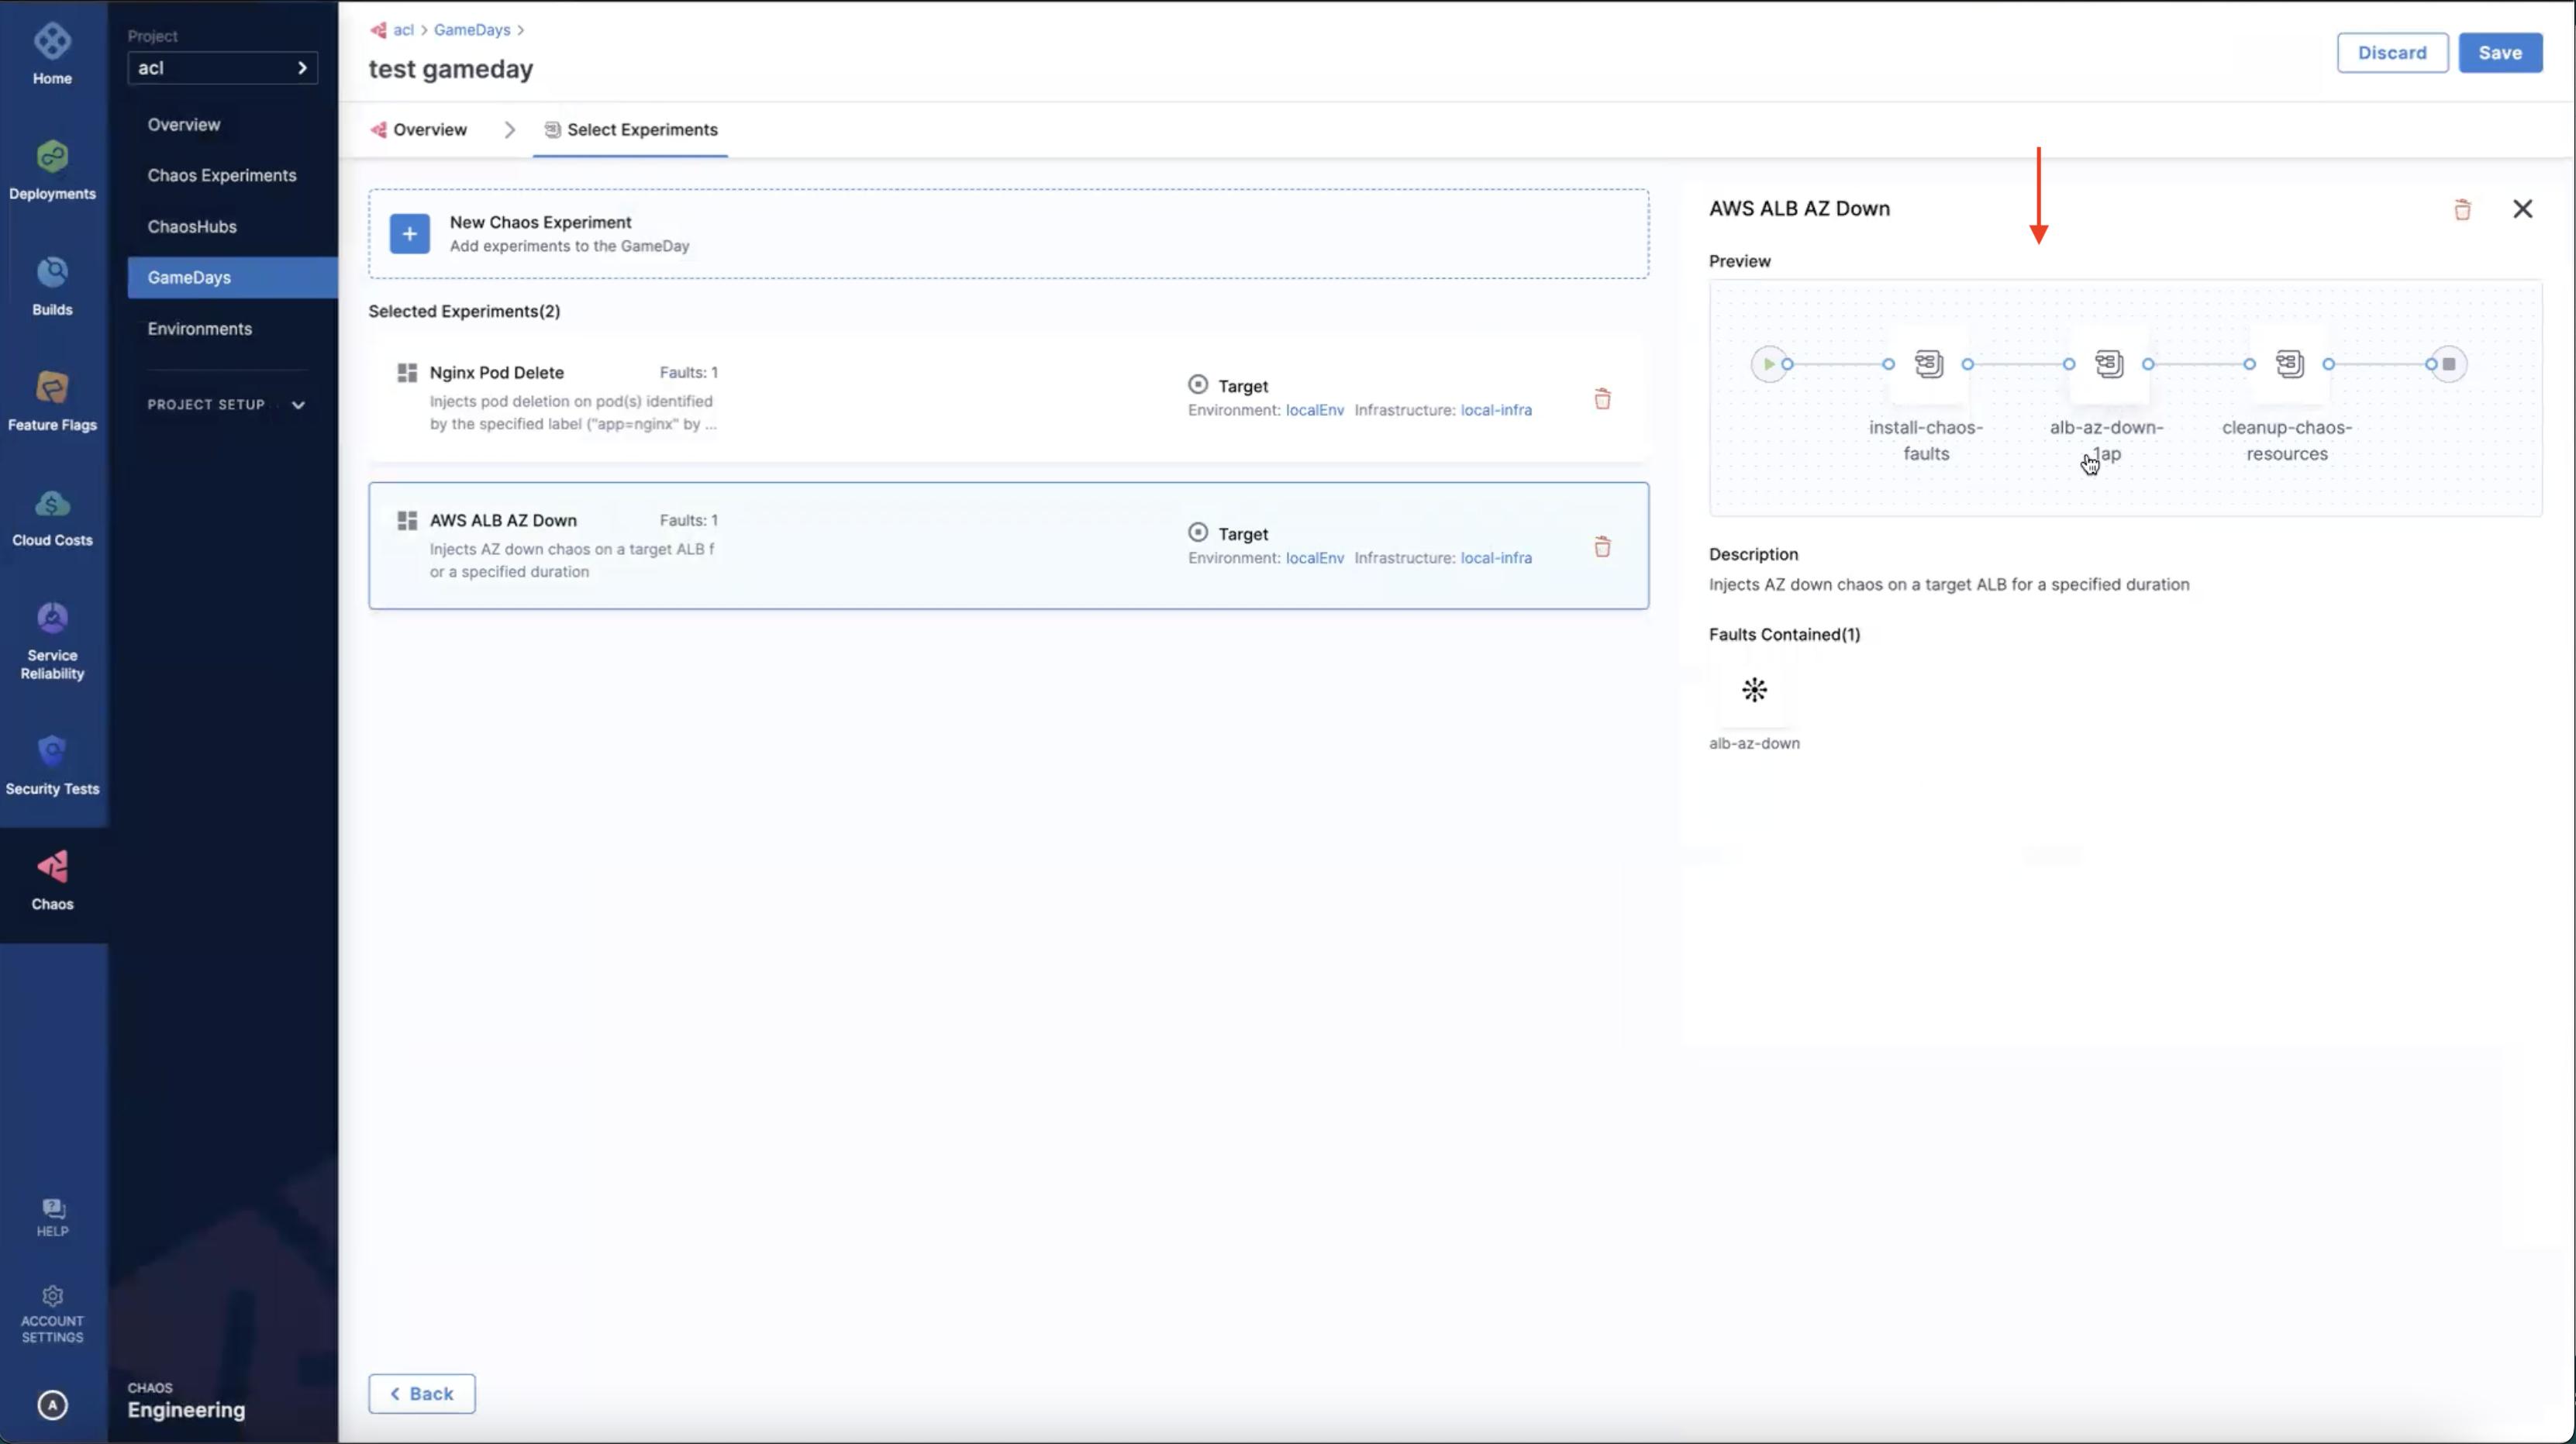 Home
Deployments
Builds
Feature Flags
Cloud Costs
Service
Reliability
Security Tests
Chaos
HELP
ACCOUNT
SETTINGS
A
Project
acl
Overview
Chaos Experiments
ChaosHubs
GameDays
Environments
PROJECT SETUP
CHAOS
Engineering
acl > GameDays >
test gameday
Discard
Save
Overview
Select Experiments
New Chaos Experiment
Add experiments to the GameDay
Selected Experiments(2)
Nginx Pod Delete Faults: 1
Injects pod deletion on pod(s) identified
by the specified label ("app=nginx" by ...
Target
Environment: localEnv Infrastructure: local-infra
AWS ALB AZ Down Faults: 1
Injects AZ down chaos on a target ALB f
or a specified duration
Target
Environment: localEnv Infrastructure: local-infra
Back
AWS ALB AZ Down
Preview
install-chaos-
faults
alb-az-down-
1ap
cleanup-chaos-
resources
Description
Injects AZ down chaos on a target ALB for a specified duration
Faults Contained(1)
alb-az-down